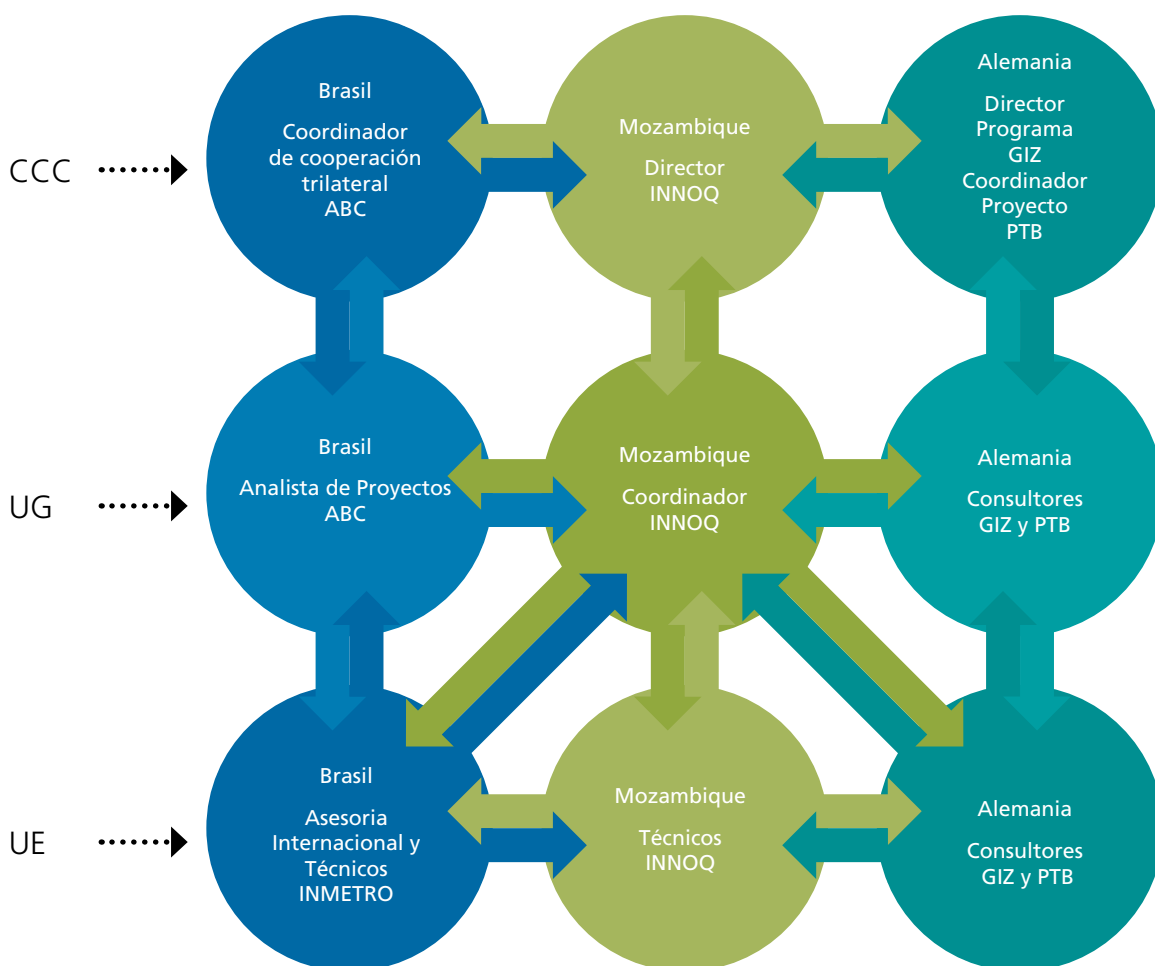 CCC
Brasil
Coordinador
de cooperación
trilateral
ABC
Mozambique
Director
INNOQ
Alemania
Director
Programa
GIZ
Coordinador
Proyecto
PTB
UG
Brasil
Analista de Proyectos
ABC
Mozambique
Coordinador
INNOQ
Alemania
Consultores
GIZ y PTB
UE
Brasil
Asesoria
Internacional y
Técnicos
INMETRO
Mozambique
Técnicos
INNOQ
Alemania
Consultores
GIZ y PTB